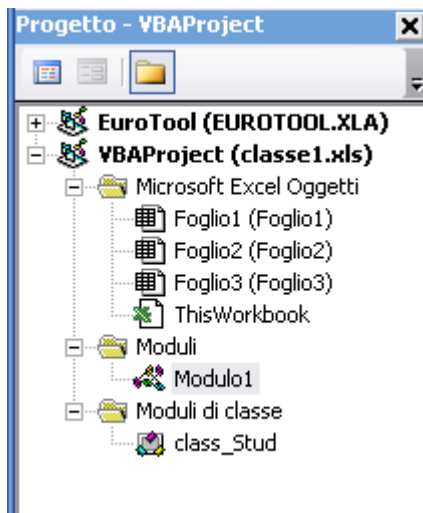 Progetto - VBAProject
EuroTool (EUROTOOL.XLA)
VBAProject (classe1.xls)
Microsoft Excel Oggetti
Foglio1 (Foglio1)
Foglio2 (Foglio2)
Foglio3 (Foglio3)
ThisWorkbook
Moduli
Modulo1
Moduli di classe
class_Stud